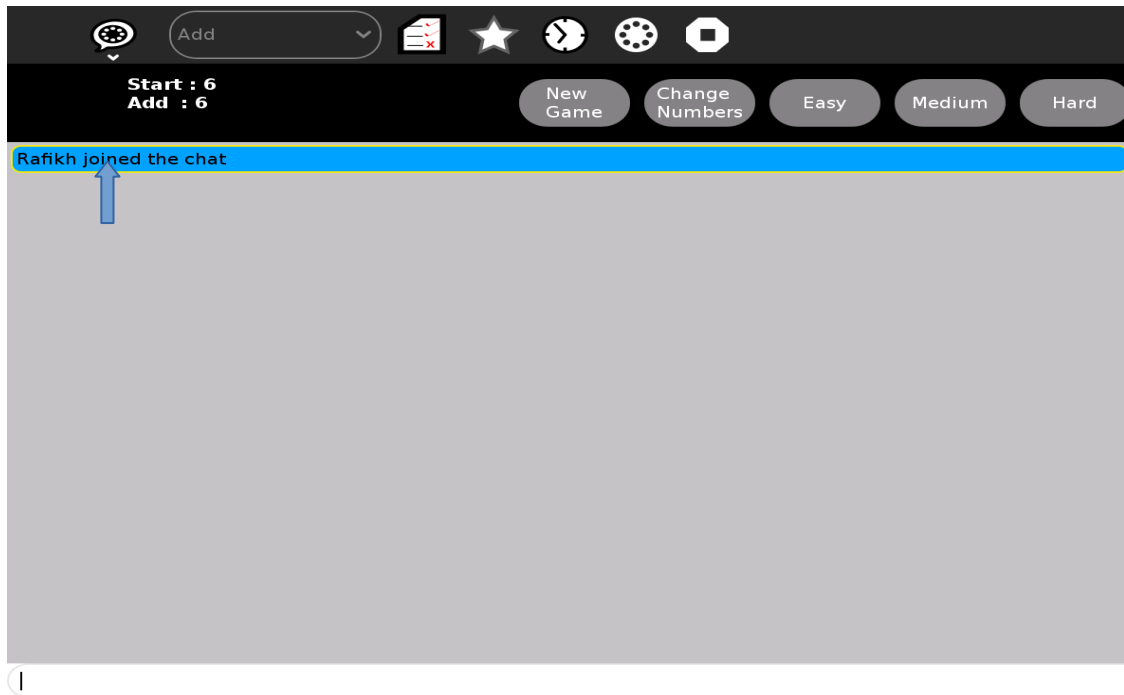 Add
Start : 6
Add : 6
New
Game
Change
Numbers
Easy
Medium
Hard
Rafikh joined the chat